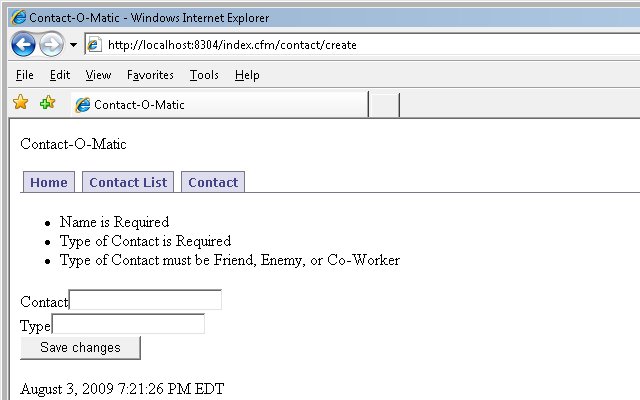 Contact-O-Matic - Windows Internet Explorer
http://localhost:8304/index.cfm/contact/create
File Edit View Favorites Tools Help
Contact-O-Matic
Contact-O-Matic
Home Contact List Contact
Name is Required
Type of Contact is Required
Type of Contact must be Friend, Enemy, or Co-Worker
Contact
Type
Save changes
August 3, 2009 7:21:26 PM EDT